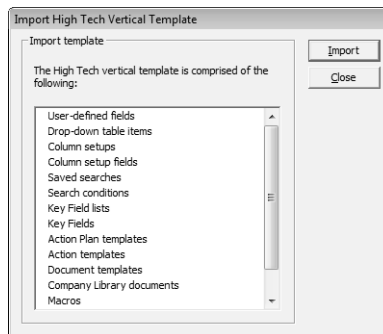 Import High Tech Vertical Template
Import template
Import
The High Tech vertical template is comprised of the
following:
Close
User-defined fields
Drop-down table items
Column setups
Column setup fields
Saved searches
Search conditions
Key Field lists
Key Fields
Action Plan templates
Action templates
Document templates
Company Library documents
Macros